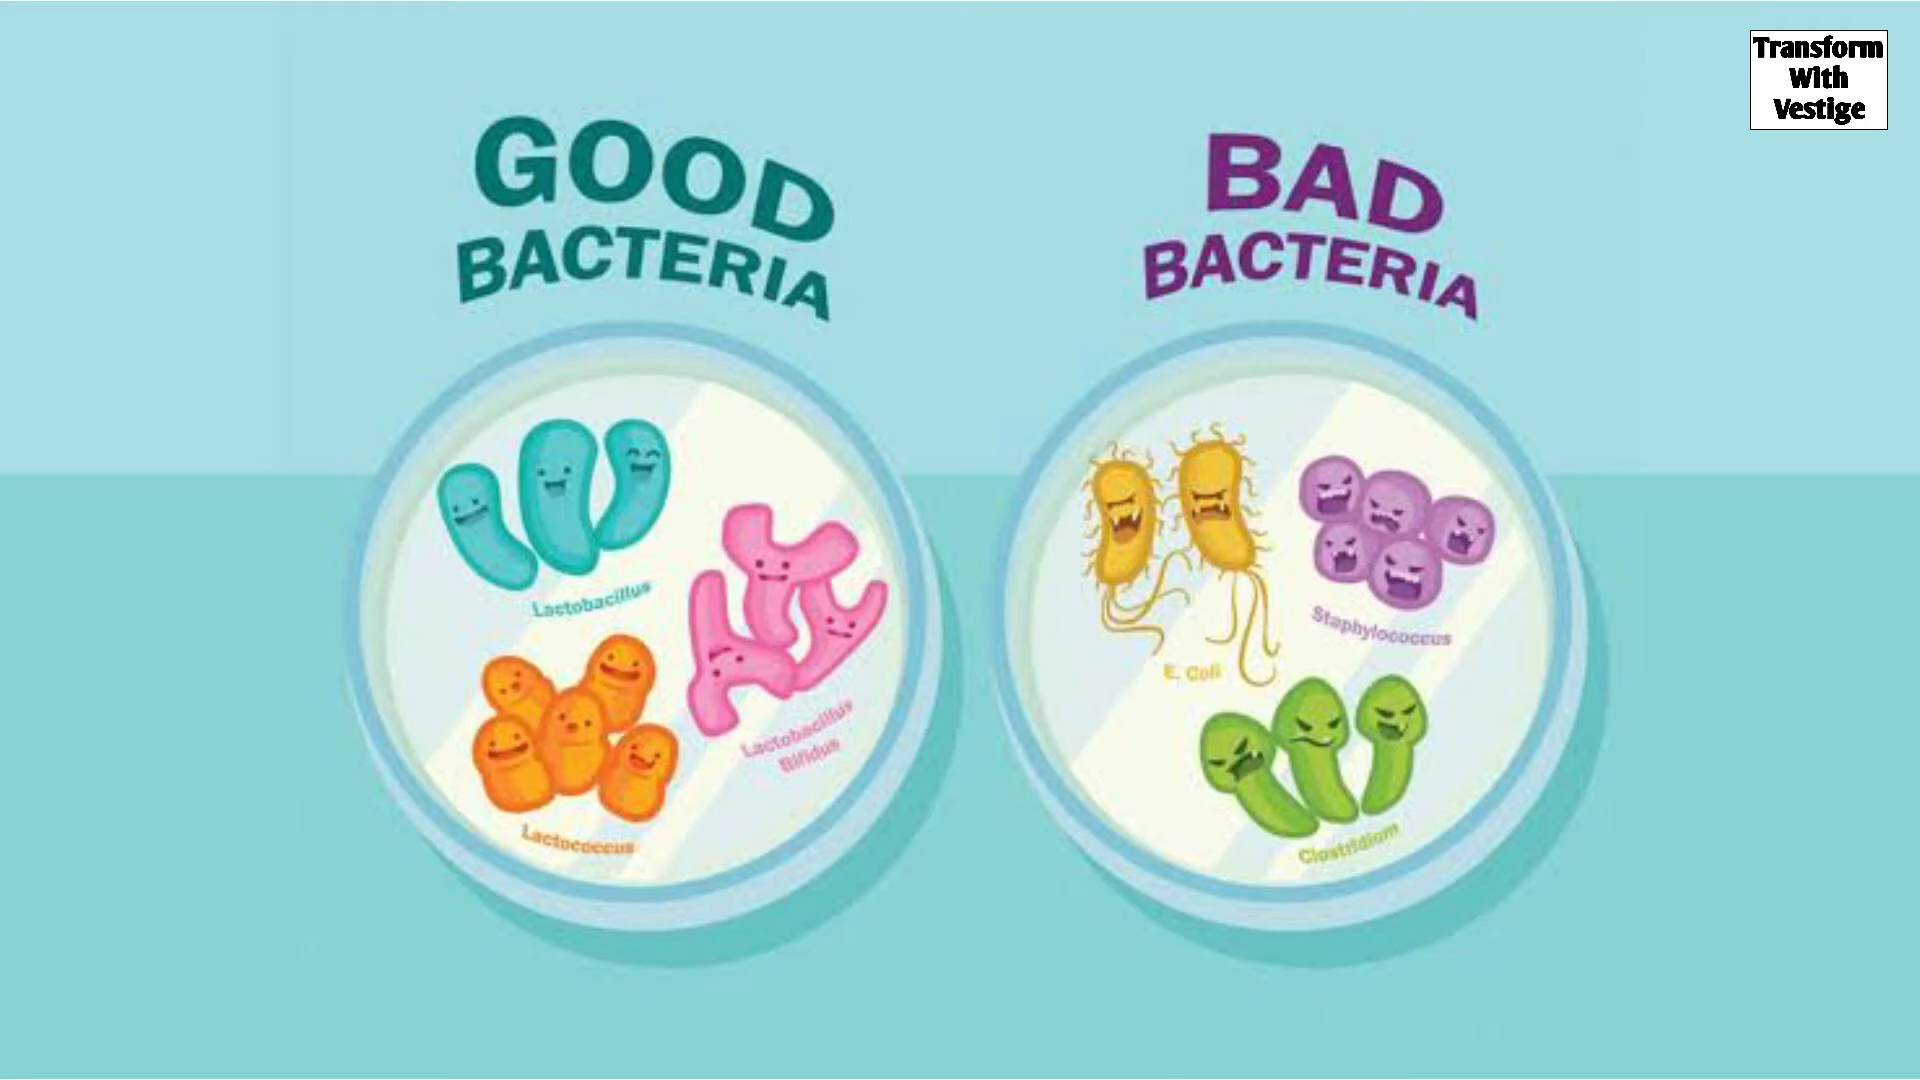 Transform
With
Vestige
GOOD
BACTERIA
BAD
BACTERIA
Lactobacillus
Lactobacillus
Bifidus
Lactococcus
E. Coli
Staphylococcus
Clostridium